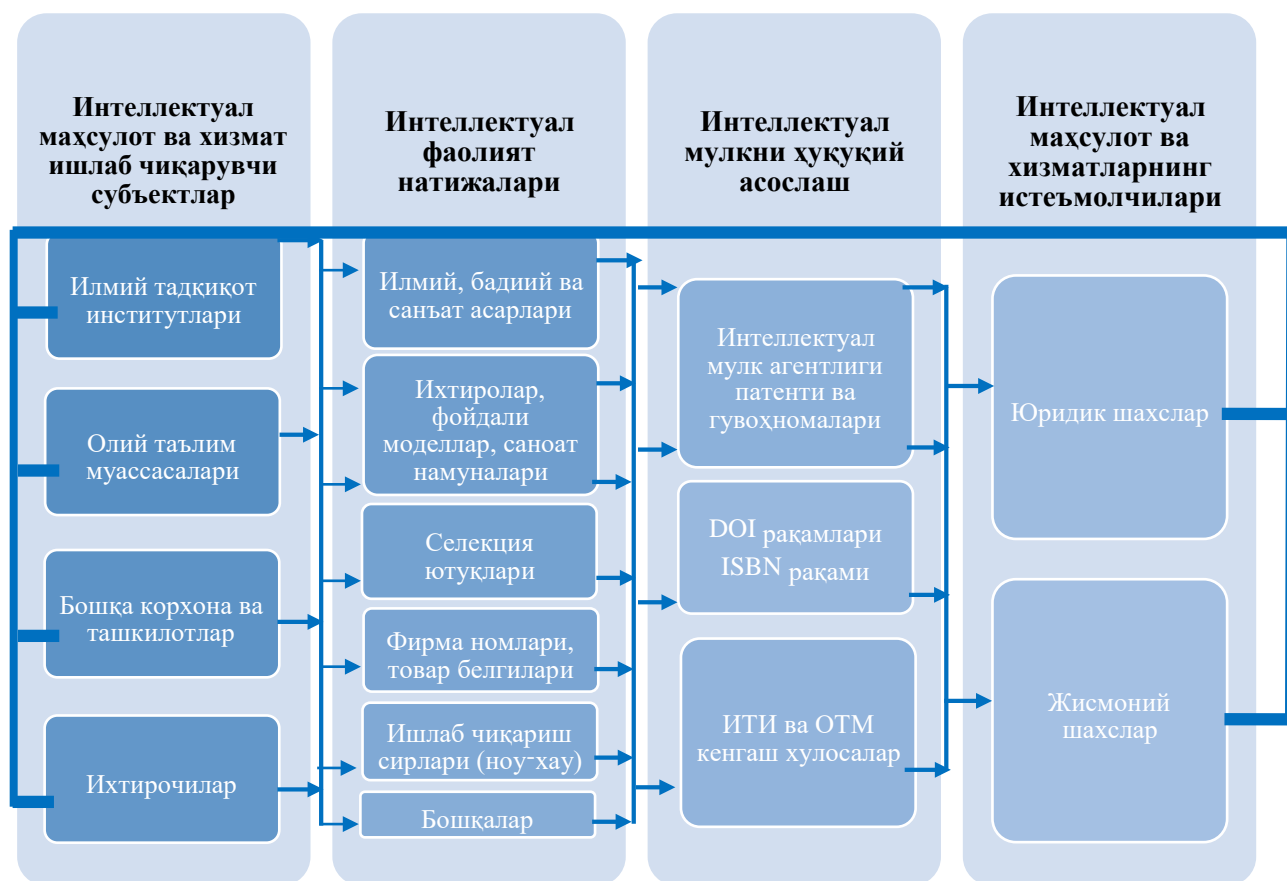 Интеллектуал
маҳсулот ва хизмат
ишлаб чиқарувчи
субъектлар
Илмий тадқиқот
институтлари
Олий таълим
муассасалари
Бошқа корхона ва
ташкилотлар
Ихтирочилар
Интеллектуал
фаолият
натижалари
Илмий, бадиий ва
санъат асарлари
Ихтиролар,
фойдали
моделлар, саноат
намуналари
Селекция
ютуқлари
Фирма номлари,
товар белгилари
Ишлаб чиқариш
сирлари (ноу-хау)
Бошқалар
Интеллектуал
мулкни ҳуқуқий
асослаш
Интеллектуал
мулк агентлиги
патенти ва
гувоҳномалари
DOI рақамлари
ISBN рақами
ИТИ ва ОТМ
кенгаш хулосалар
Интеллектуал
маҳсулот ва
хизматларнинг
истеъмолчилари
Юридик шахслар
Жисмоний
шахслар